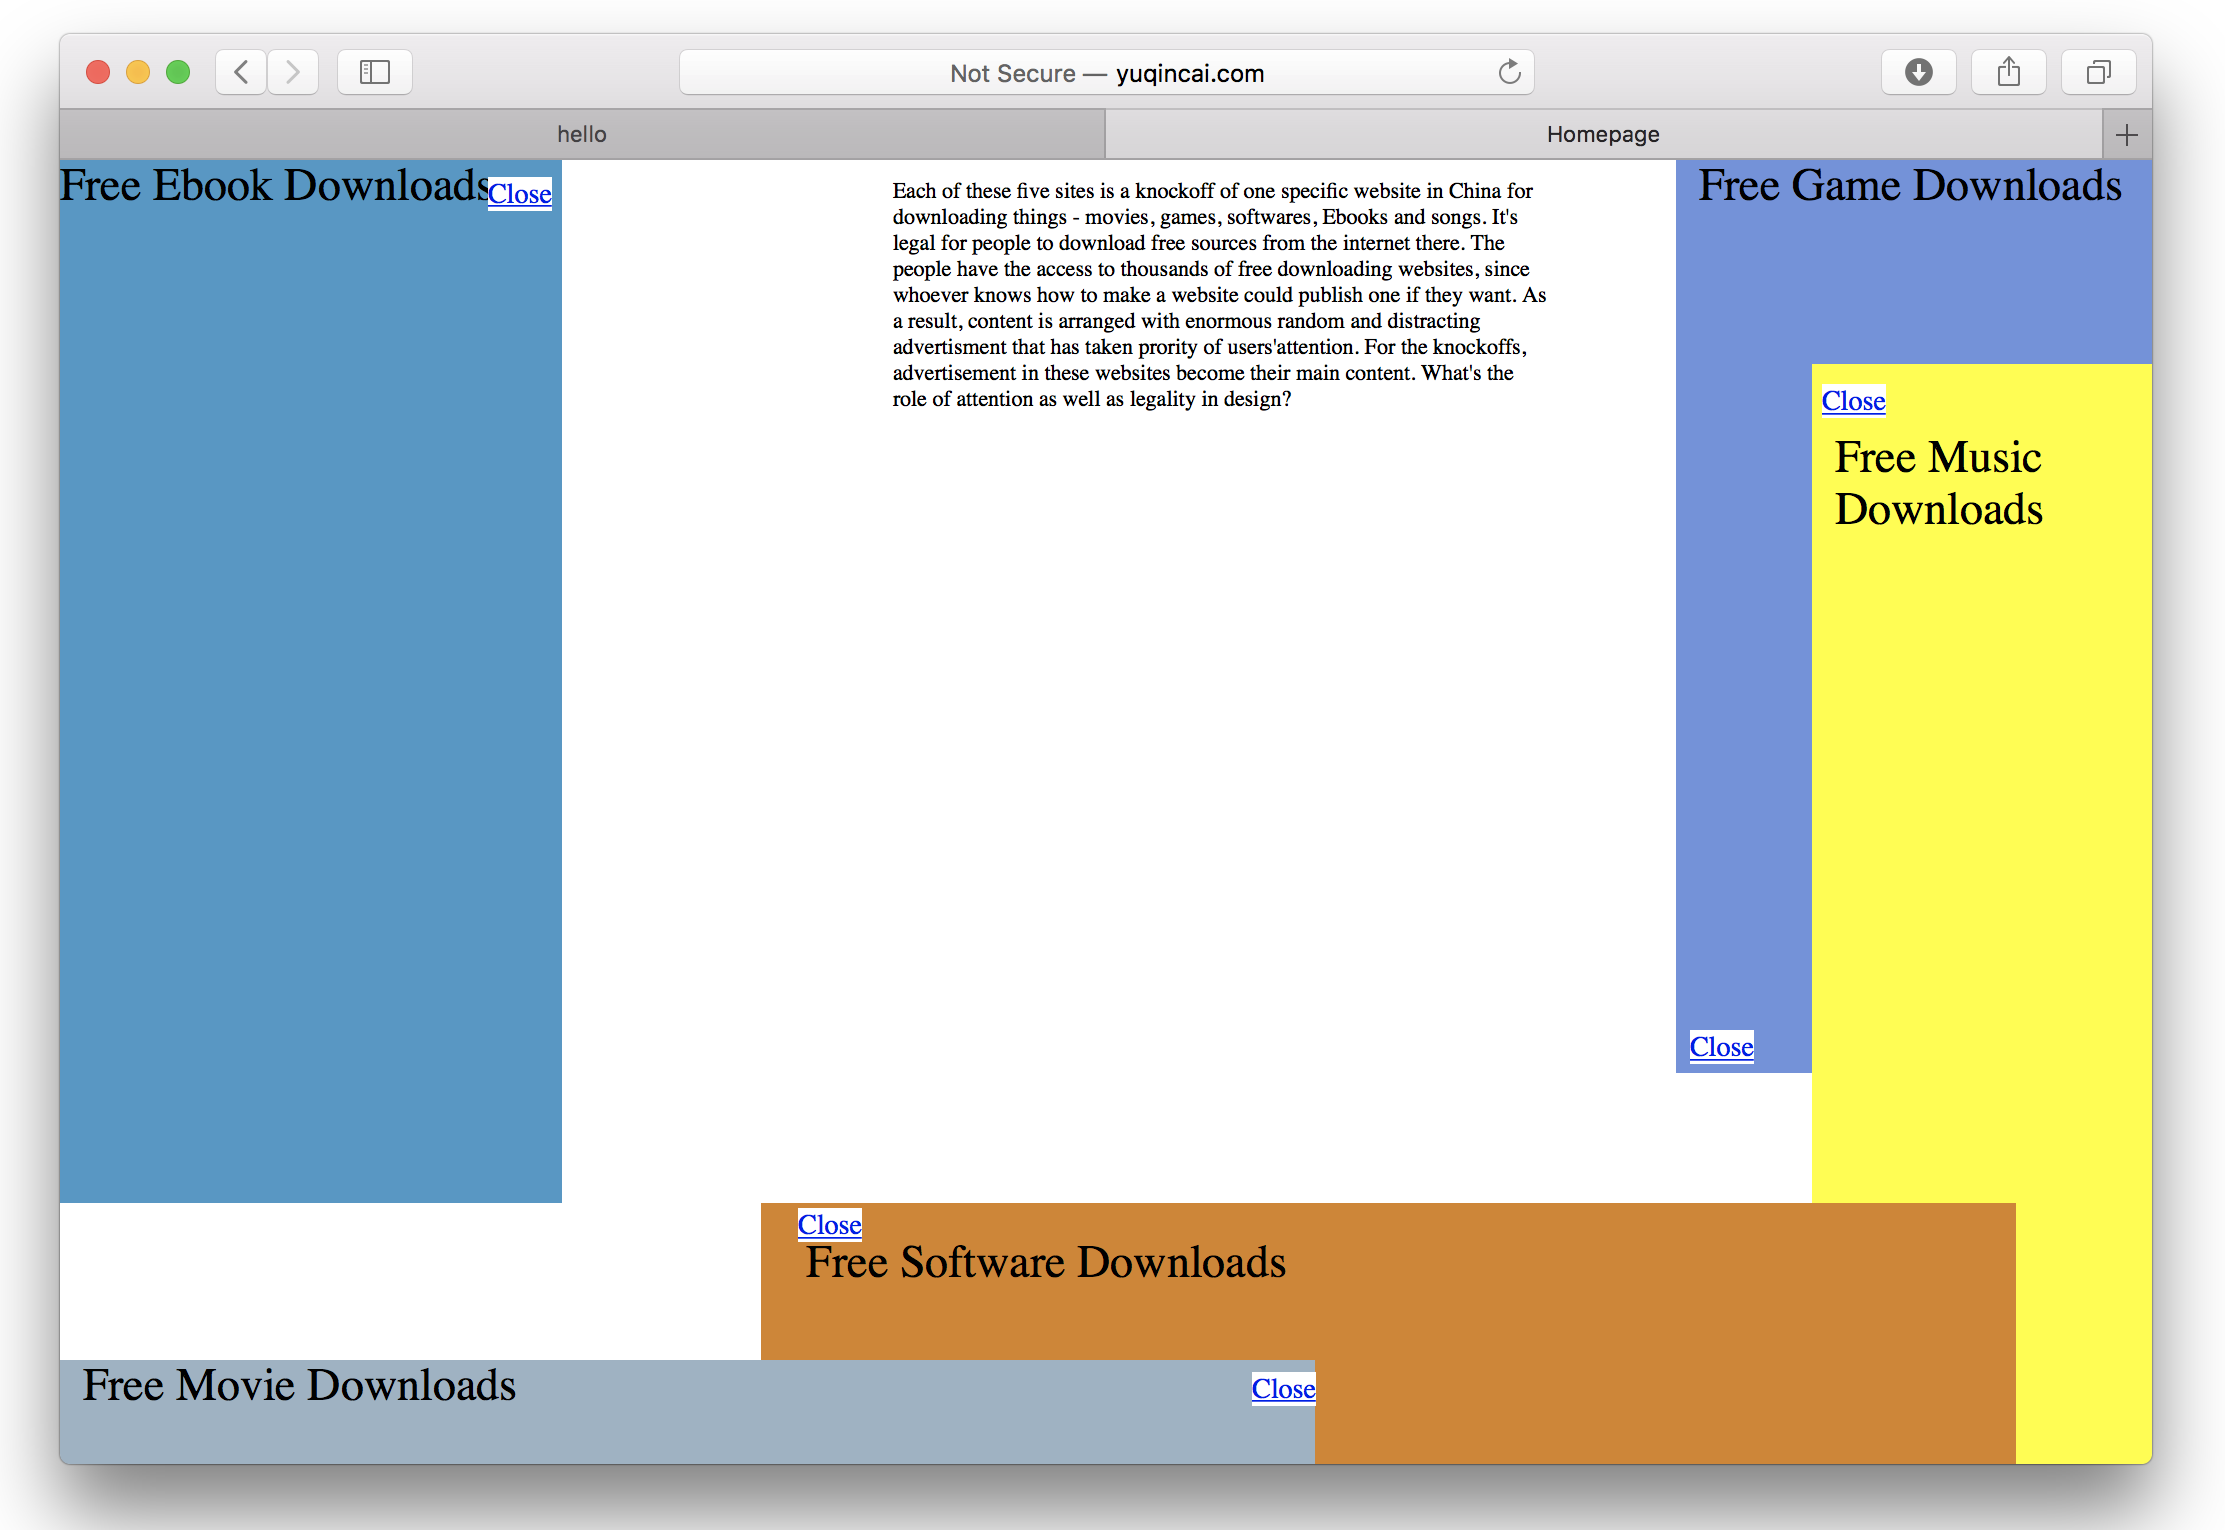 Not Secure — yuqincai.com
hello
Homepage
Free Ebook Downloads
Close
Each of these five sites is a knockoff of one specific website in China for
downloading things - movies, games, softwares, Ebooks and songs. It's
legal for people to download free sources from the internet there. The
people have the access to thousands of free downloading websites, since
whoever knows how to make a website could publish one if they want. As
a result, content is arranged with enormous random and distracting
advertisment that has taken prority of users'attention. For the knockoffs,
advertisement in these websites become their main content. What's the
role of attention as well as legality in design?
Free Game Downloads
Close
Free Music
Downloads
Close
Close
Free Software Downloads
Free Movie Downloads
Close